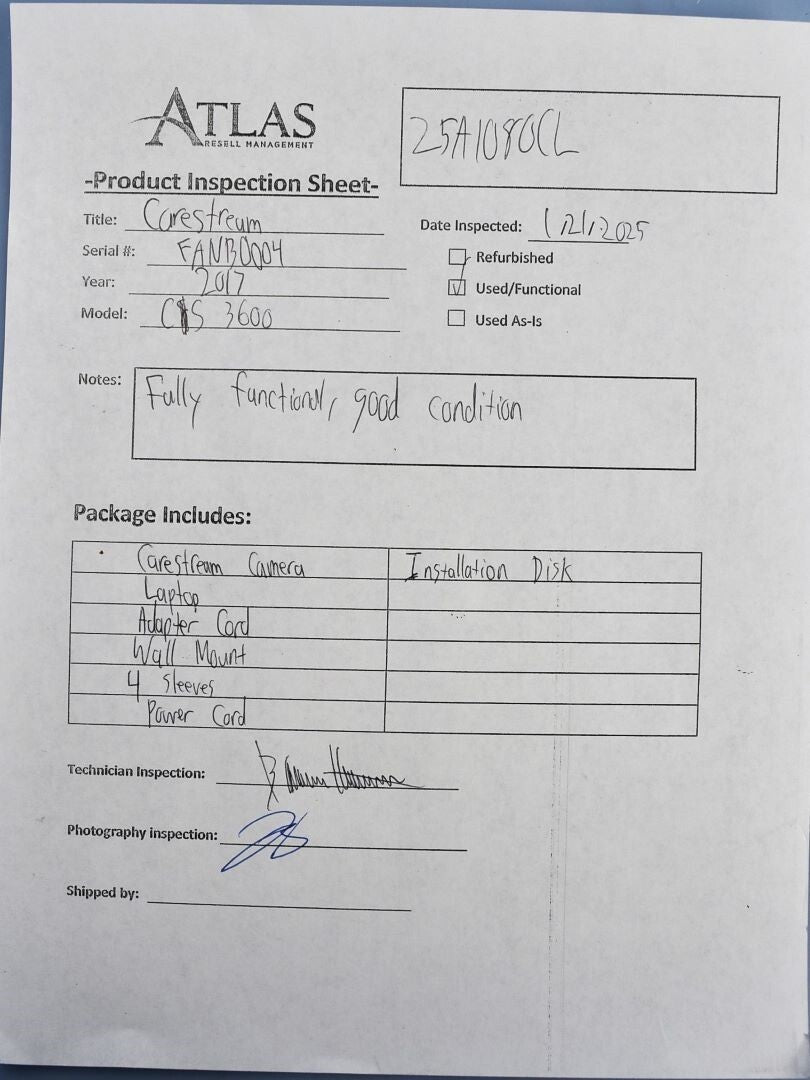 ATLAS
RESELL MANAGEMENT
25A1080CL
-Product Inspection Sheet-
Title: Carestream
Date Inspected: 1/21/2025
Serial #: FANB0004
Refurbished
Year: 2017
Used/Functional
Model: CS 3600
Used As-Is
Notes: Fully functional, good condition
Package Includes:
Carestream Camera Installation Disk
Laptop
Adapter Cord
Wall Mount
4 Sleeves
Power Cord
Technician Inspection:
Photography inspection:
Shipped by: